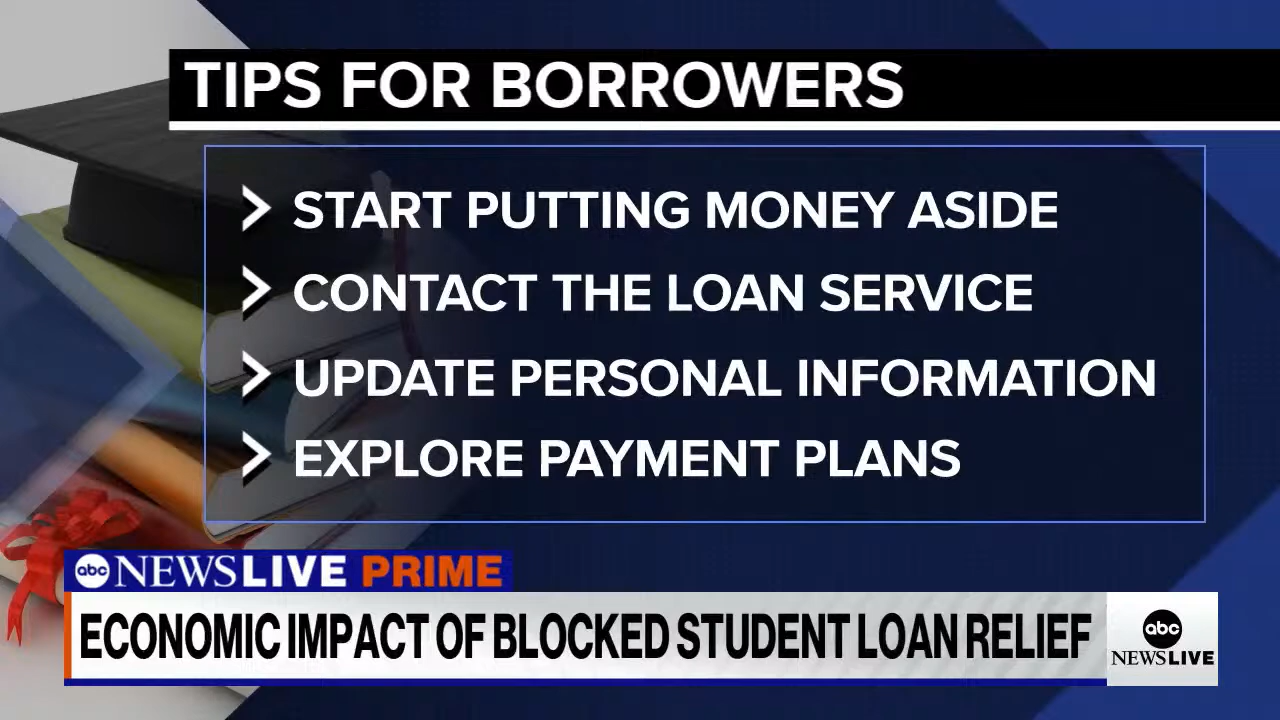 TIPS FOR BORROWERS
START PUTTING MONEY ASIDE
CONTACT THE LOAN SERVICE
UPDATE PERSONAL INFORMATION
EXPLORE PAYMENT PLANS
abc NEWS LIVE PRIME
ECONOMIC IMPACT OF BLOCKED STUDENT LOAN RELIEF
abc
NEWS LIVE